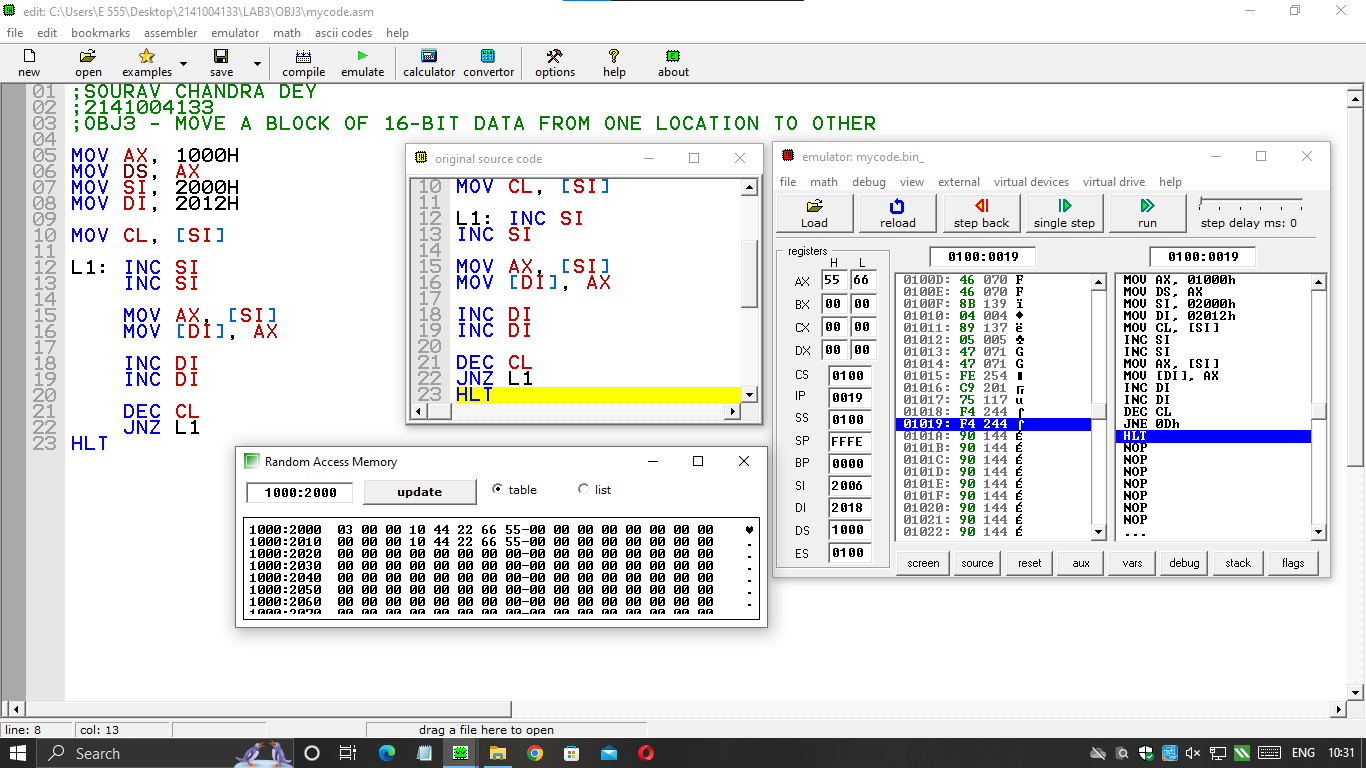 edit: C:\Users\E 555\Desktop\2141004133\LAB3\OBJ3\mycode.asm
file edit bookmarks assembler emulator math ascii codes help
new open examples save compile emulate calculator convertor options help about
01 ;SOURAV CHANDRA DEY
02 ;2141004133
03 ;OBJ3 - MOVE A BLOCK OF 16-BIT DATA FROM ONE LOCATION TO OTHER
04
05 MOV AX, 1000H
06 MOV DS, AX
07 MOV SI, 2000H
08 MOV DI, 2012H
09
10 MOV CL, [SI]
11
12 L1: INC SI
13 INC SI
14
15 MOV AX, [SI]
16 MOV [DI], AX
17
18 INC DI
19 INC DI
20
21 DEC CL
22 JNZ L1
23 HLT
original source code
10 MOV CL, [SI]
11
12 L1: INC SI
13 INC SI
14
15 MOV AX, [SI]
16 MOV [DI], AX
17
18 INC DI
19 INC DI
20
21 DEC CL
22 JNZ L1
23 HLT
emulator: mycode.bin_
file math debug view external virtual devices virtual drive help
Load reload step back single step run step delay ms: 0
registers
H L
AX 55 66
BX 00 00
CX 00 00
DX 00 00
CS 0100
IP 0019
SS 0100
SP FFFE
BP 0000
SI 2006
DI 2018
DS 1000
ES 0100
0100:0019
0100D: 46 070 F
0100E: 46 070 F
0100F: 8B 139 ï
01010: 04 004 ♦
01011: 89 137 ë
01012: 05 005 ♣
01013: 47 071 G
01014: 47 071 G
01015: FE 254 ■
01016: C9 201 ╔
01017: 75 117 u
01018: F4 244 ⌠
01019: F4 244 ⌠
0101A: 90 144 É
0101B: 90 144 É
0101C: 90 144 É
0101D: 90 144 É
0101E: 90 144 É
0101F: 90 144 É
01020: 90 144 É
01021: 90 144 É
01022: 90 144 É
0100:0019
MOV AX, 01000h
MOV DS, AX
MOV SI, 02000h
MOV DI, 02012h
MOV CL, [SI]
INC SI
INC SI
MOV AX, [SI]
MOV [DI], AX
INC DI
INC DI
DEC CL
JNE 0Dh
HLT
NOP
NOP
NOP
NOP
NOP
NOP
NOP
...
screen source reset aux vars debug stack flags
Random Access Memory
1000:2000 update table list
1000:2000 03 00 00 10 44 22 66 55-00 00 00 00 00 00 00 00 ♥
1000:2010 00 00 00 10 44 22 66 55-00 00 00 00 00 00 00 00 .
1000:2020 00 00 00 00 00 00 00 00-00 00 00 00 00 00 00 00 .
1000:2030 00 00 00 00 00 00 00 00-00 00 00 00 00 00 00 00 .
1000:2040 00 00 00 00 00 00 00 00-00 00 00 00 00 00 00 00 .
1000:2050 00 00 00 00 00 00 00 00-00 00 00 00 00 00 00 00 .
1000:2060 00 00 00 00 00 00 00 00-00 00 00 00 00 00 00 00 .
1000:2070 00 00 00 00 00 00 00 00-00 00 00 00 00 00 00 00
line: 8 col: 13 drag a file here to open
Search ENG 10:31